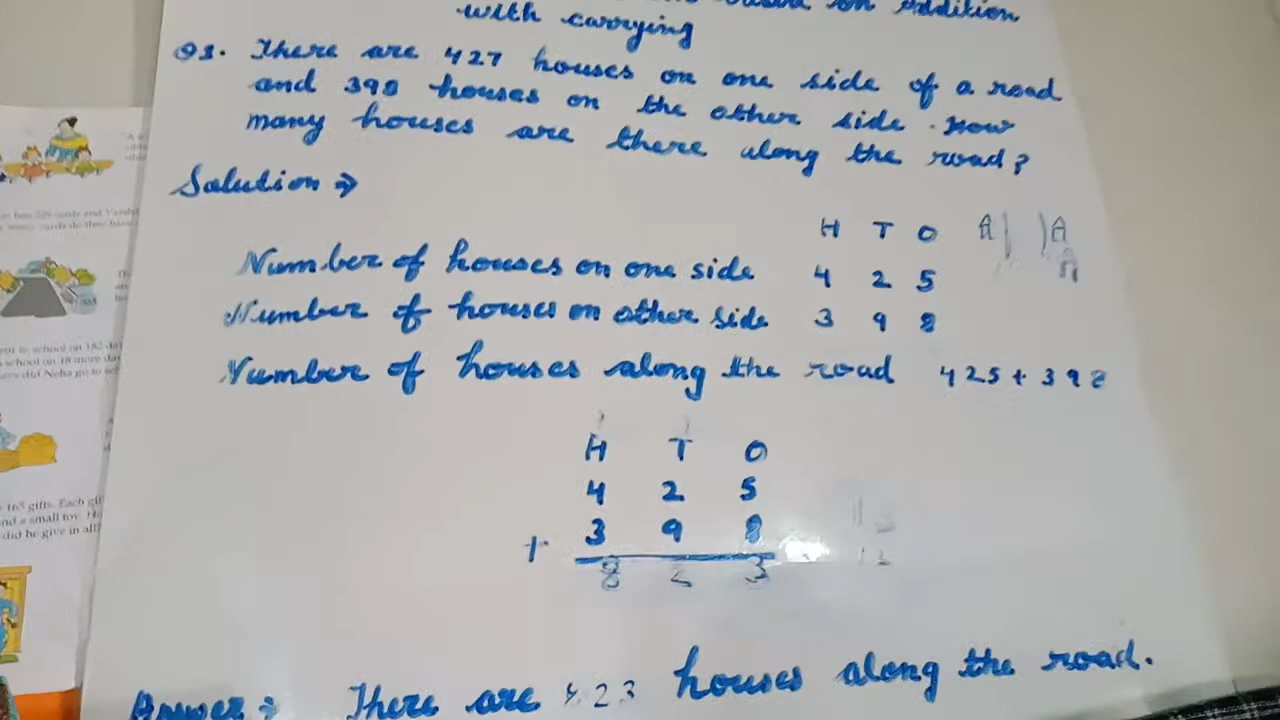 on Addition
with carrying
Q1. There are 427 houses on one side of a road
and 398 houses on the other side. How
many houses are there along the road?
Solution ⇒
H T O
Number of houses on one side 4 2 5
Number of houses on other side 3 9 8
Number of houses along the road 425 + 398
H T O
4 2 5
+ 3 9 8
8 2 3
Answer: There are 823 houses along the road.